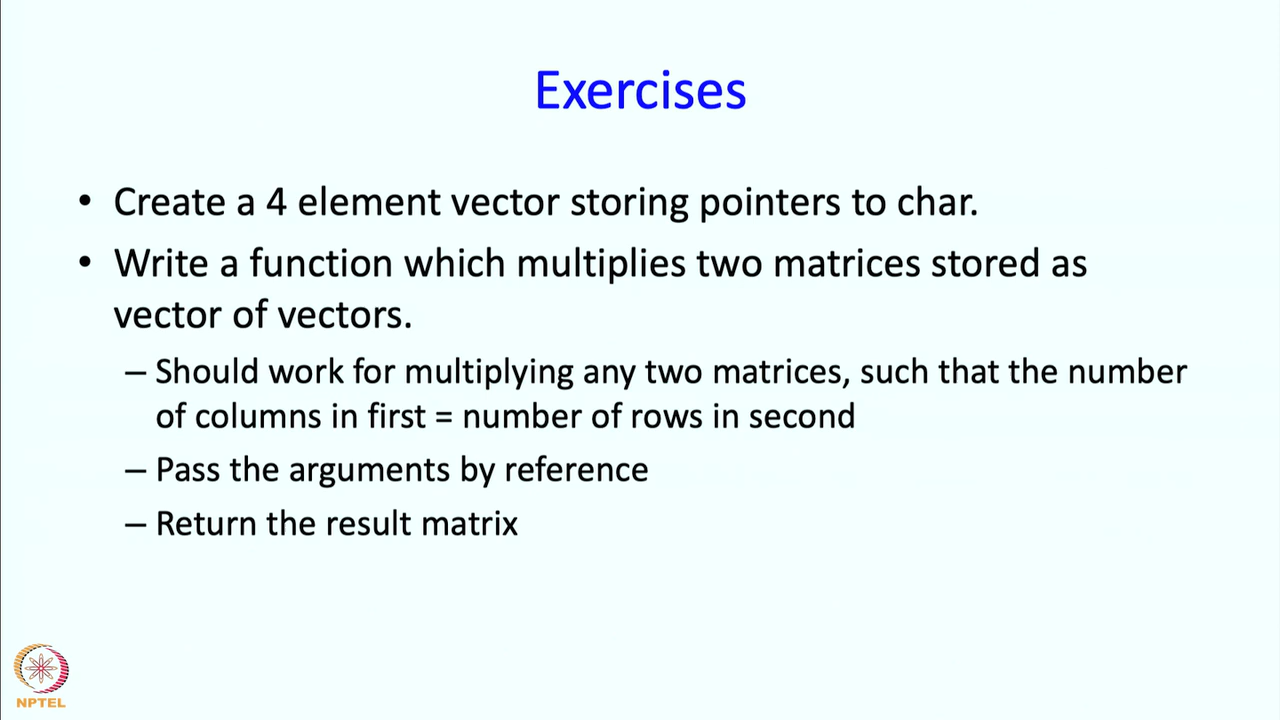 Exercises
• Create a 4 element vector storing pointers to char.
• Write a function which multiplies two matrices stored as
vector of vectors.
– Should work for multiplying any two matrices, such that the number
of columns in first = number of rows in second
– Pass the arguments by reference
– Return the result matrix
NPTEL